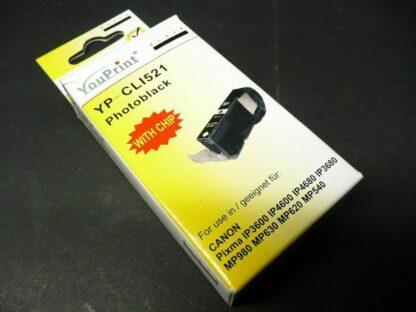 YouPrint
YP-CLI521
Photoblack
WITH CHIP
For use in / geeignet für:
CANON
Pixma IP3600 IP4600 IP4680 IP3680
MP980 MP630 MP620 MP540